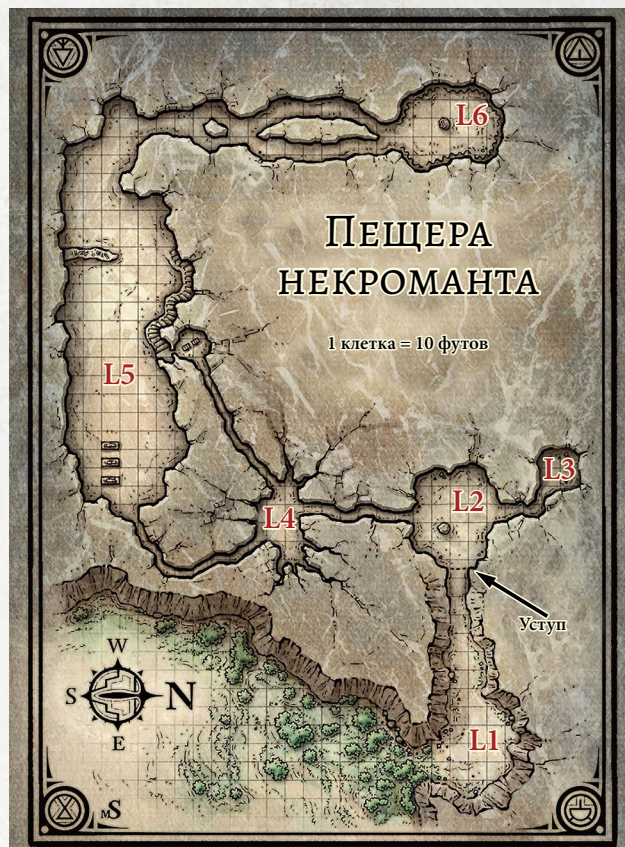 L6
ПЕЩЕРА
НЕКРОМАНТА
1 клетка = 10 футов
L5
L3
L2
L4
Уступ
W
S N
E
L1
MS